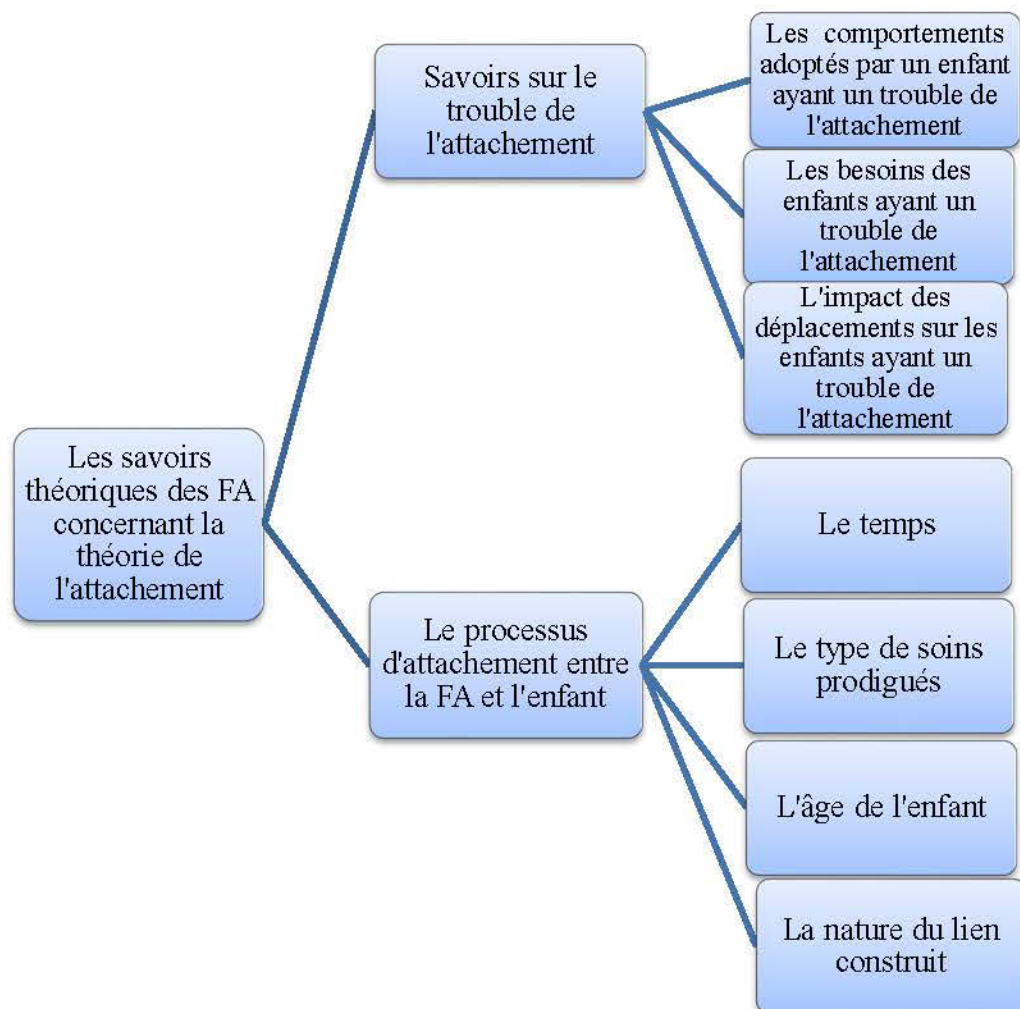 Les savoirs
théoriques des FA
concernant la
théorie de
l'attachement
Savoirs sur le
trouble de
l'attachement
Les comportements
adoptés par un enfant
ayant un trouble de
l'attachement
Les besoins des
enfants ayant un
trouble de
l'attachement
L'impact des
déplacements sur les
enfants ayant un
trouble de
l'attachement
Le processus
d'attachement entre
la FA et l'enfant
Le temps
Le type de soins
prodigués
L'âge de l'enfant
La nature du lien
construit